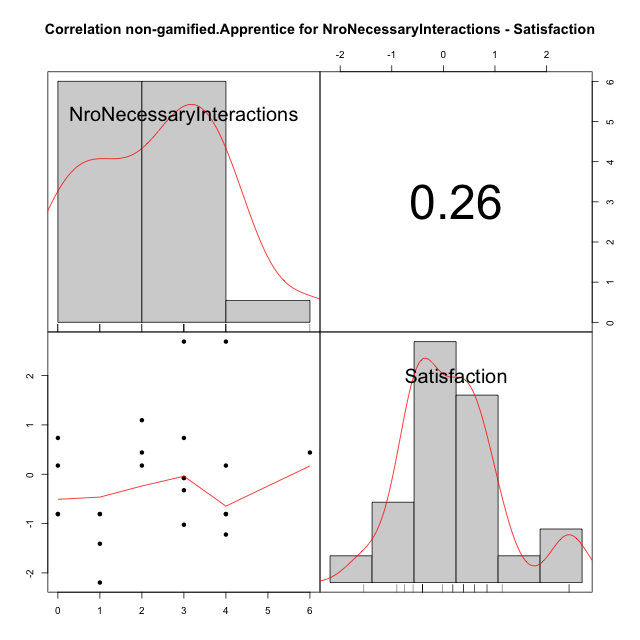 Correlation non-gamified.Apprentice for NroNecessaryInteractions - Satisfaction
-2 -1 0 1 2
NroNecessaryInteractions
0.26
6
5
4
3
2
1
0
Satisfaction
2
1
0
-1
-2
0 1 2 3 4 5 6